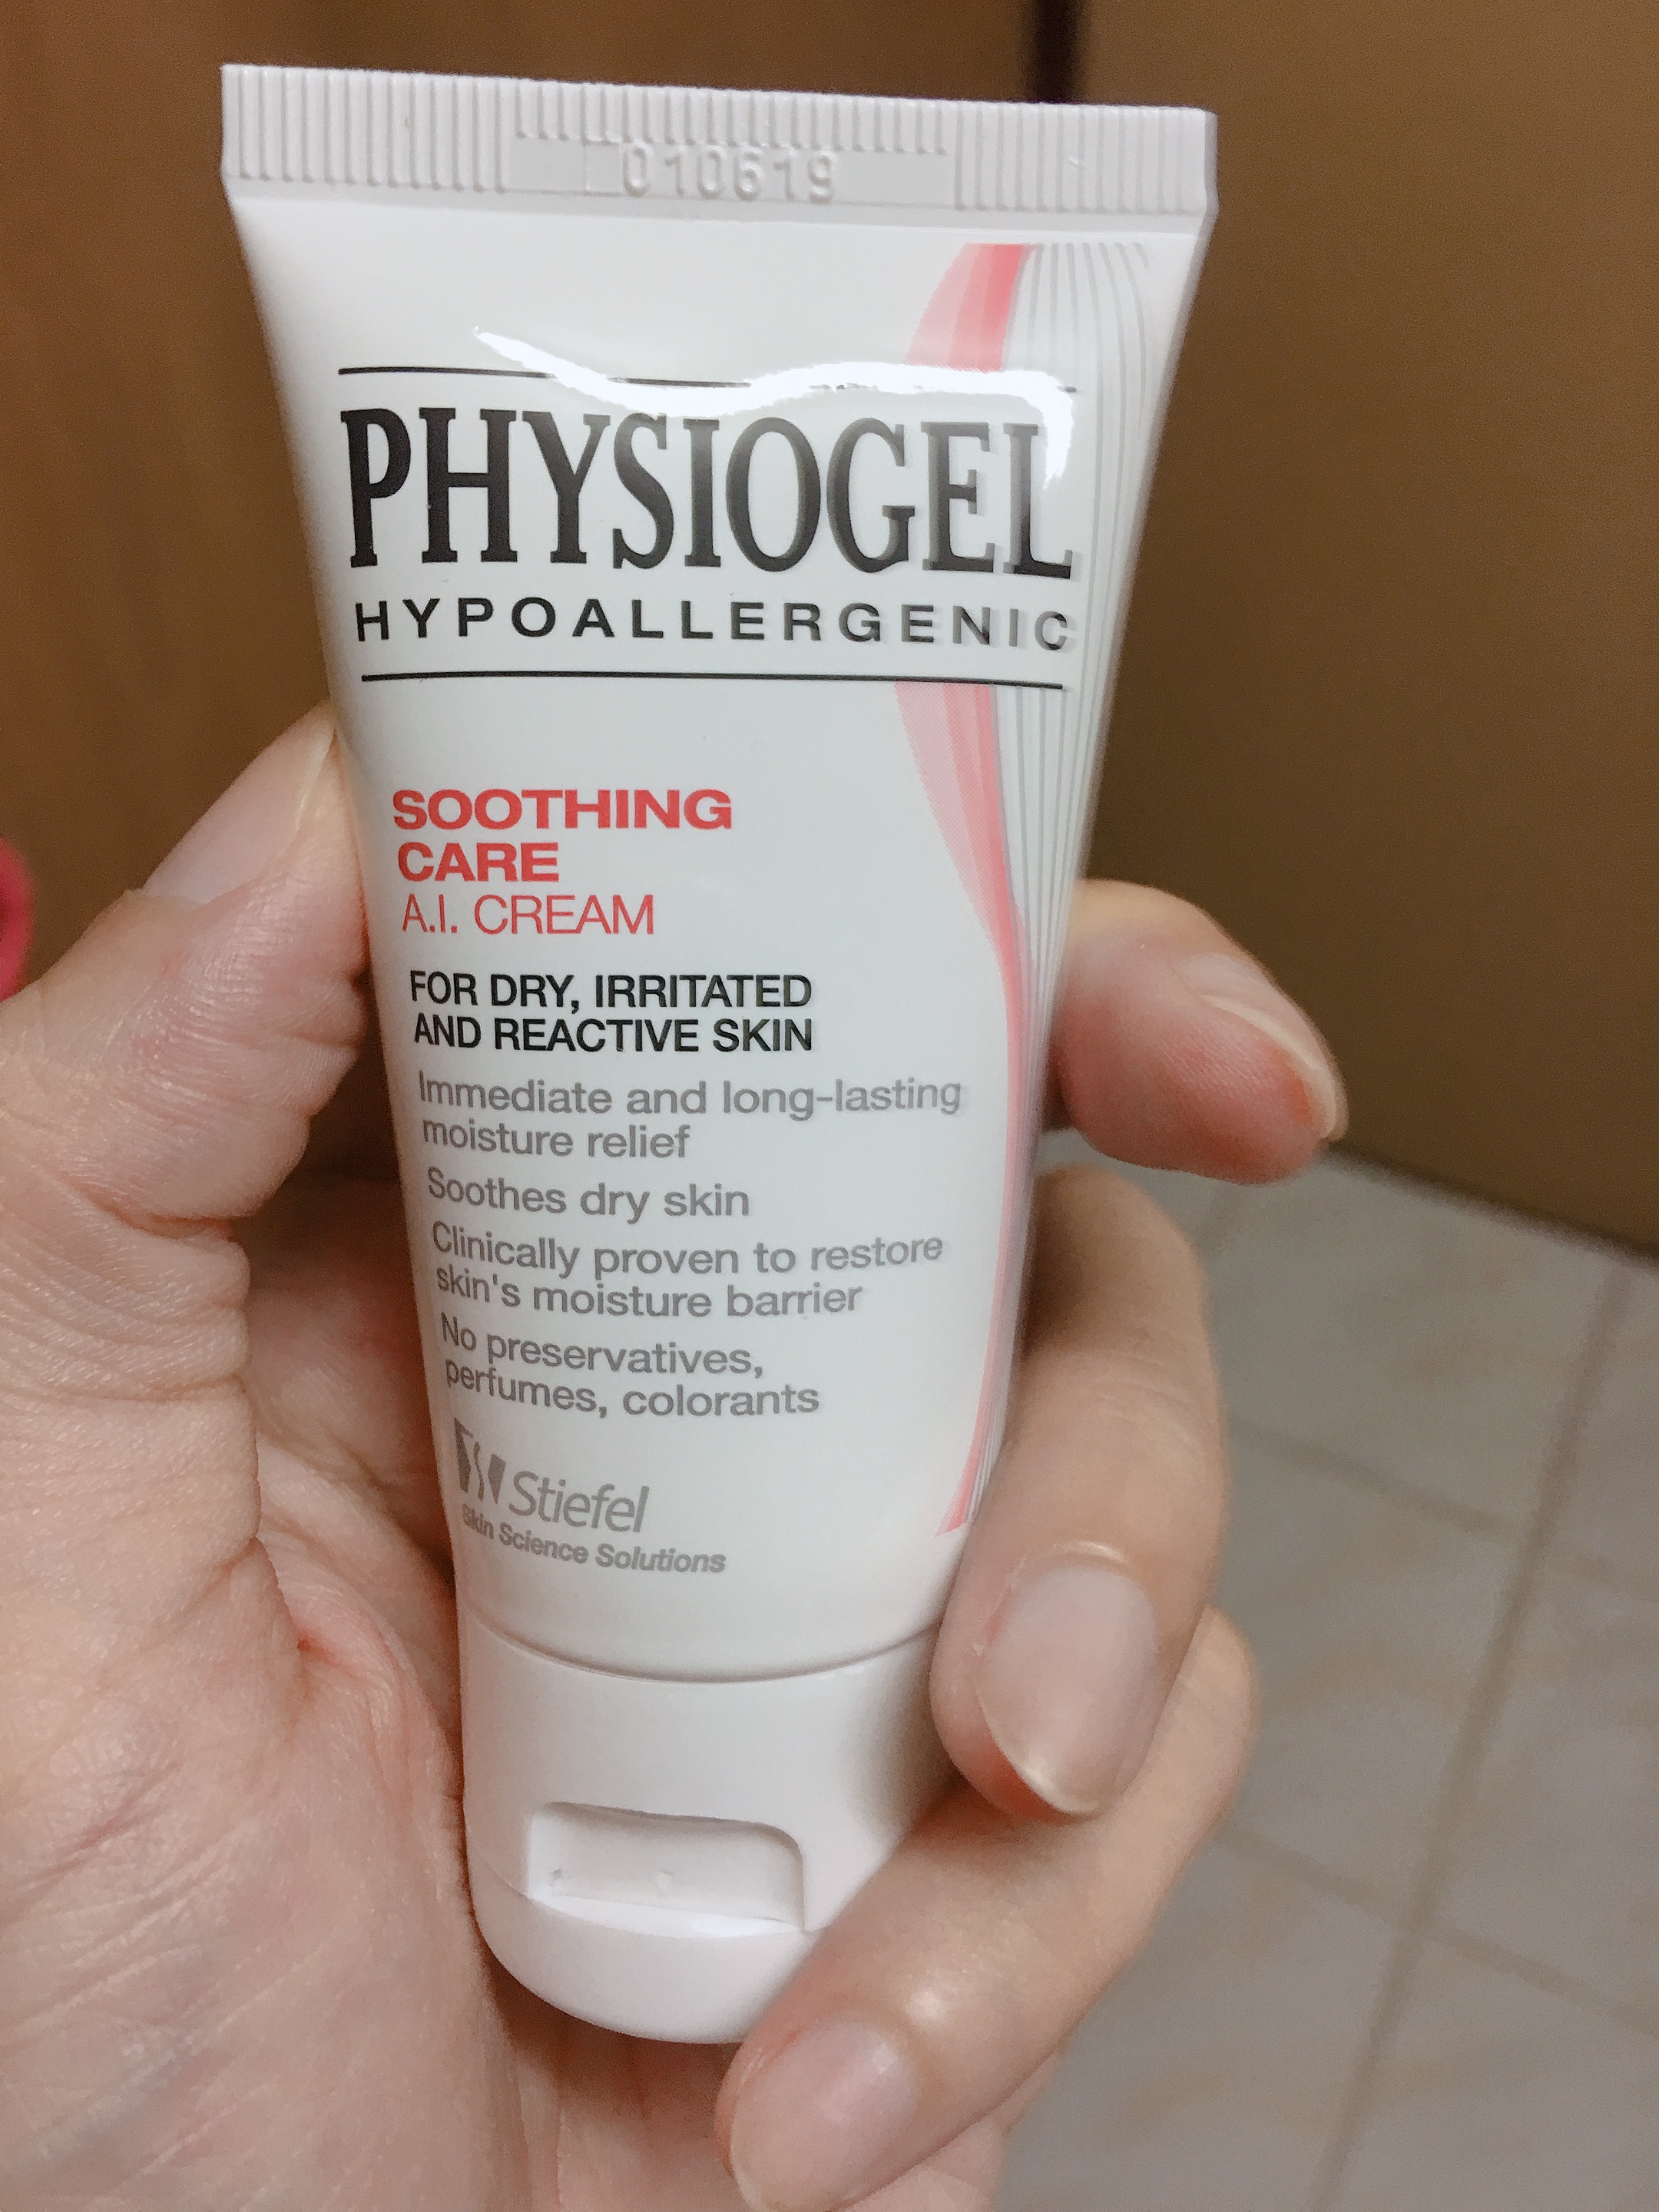 010619
PHYSIOGEL
HYPOALLERGENIC
SOOTHING
CARE
A.I. CREAM
FOR DRY, IRRITATED
AND REACTIVE SKIN
Immediate and long-lasting
moisture relief
Soothes dry skin
Clinically proven to restore
skin's moisture barrier
No preservatives,
perfumes, colorants
Stiefel
Skin Science Solutions